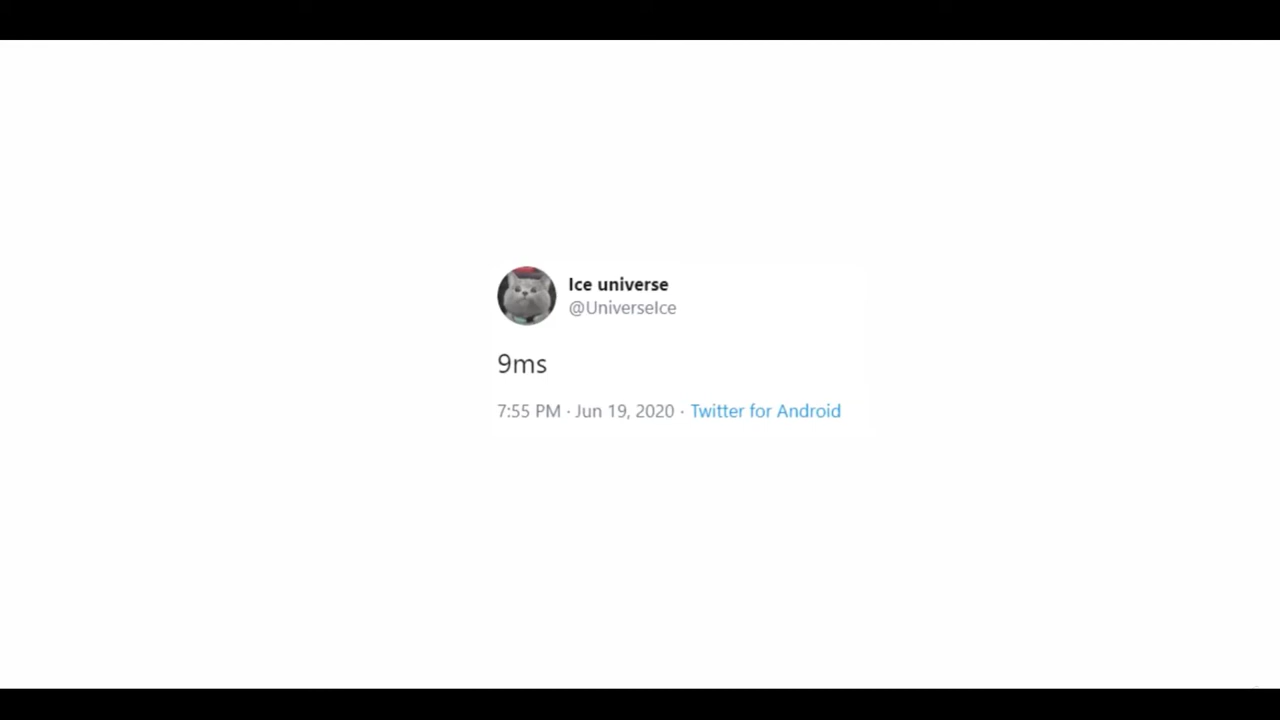 Ice universe
@UniverseIce
9ms
7:55 PM · Jun 19, 2020 · Twitter for Android